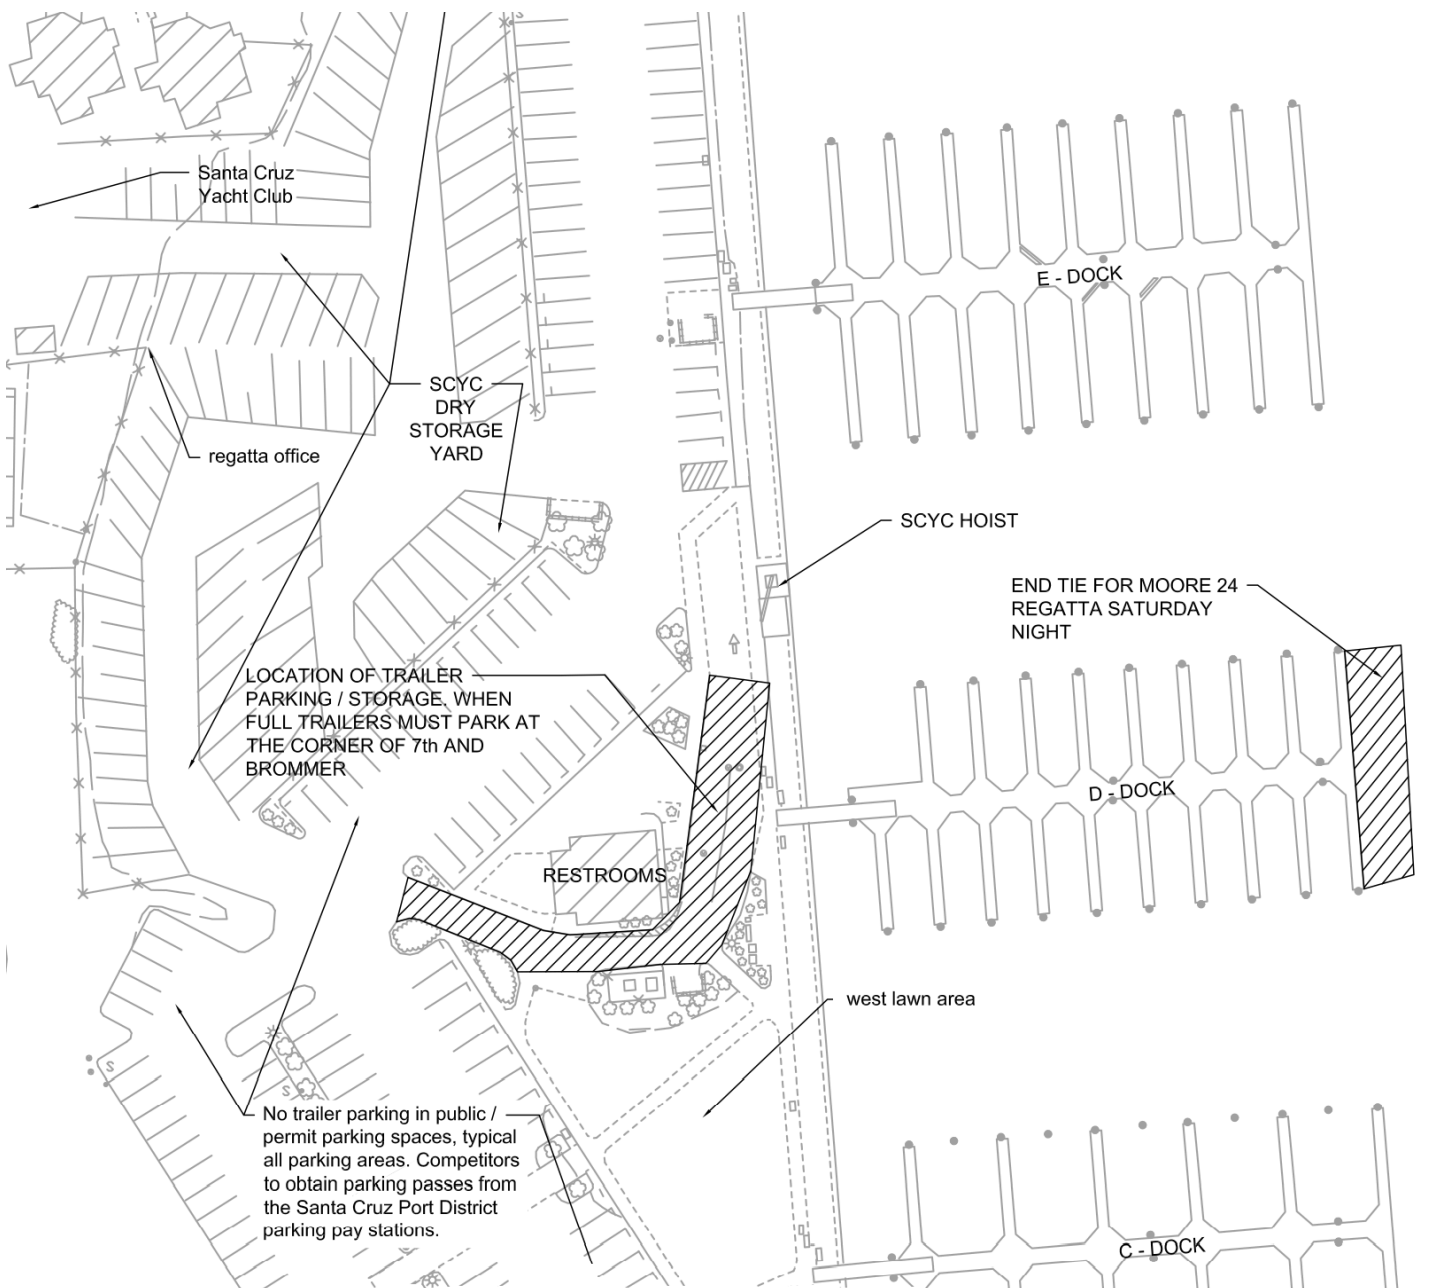 Santa Cruz
Yacht Club
E - DOCK
SCYC
DRY
STORAGE
YARD
regatta office
SCYC HOIST
END TIE FOR MOORE 24
REGATTA SATURDAY
NIGHT
LOCATION OF TRAILER
PARKING / STORAGE. WHEN
FULL TRAILERS MUST PARK AT
THE CORNER OF 7th AND
BROMMER
D - DOCK
RESTROOMS
west lawn area
S
S
S
No trailer parking in public /
permit parking spaces, typical
all parking areas. Competitors
to obtain parking passes from
the Santa Cruz Port District
parking pay stations.
C - DOCK